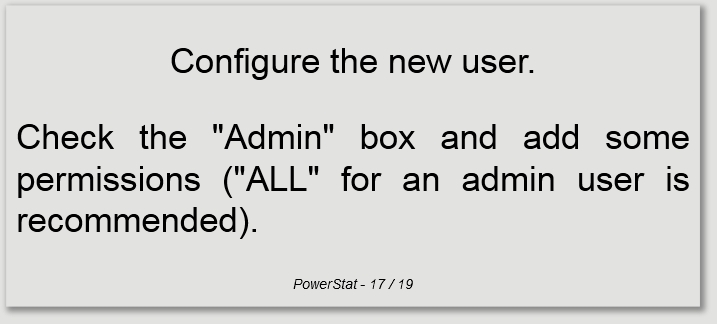 Configure the new user.
Check the "Admin" box and add some
permissions ("ALL" for an admin user is
recommended).
PowerStat - 17 / 19